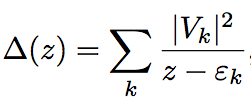 Δ(z) = ∑_k |V_k|² / (z − ε_k),